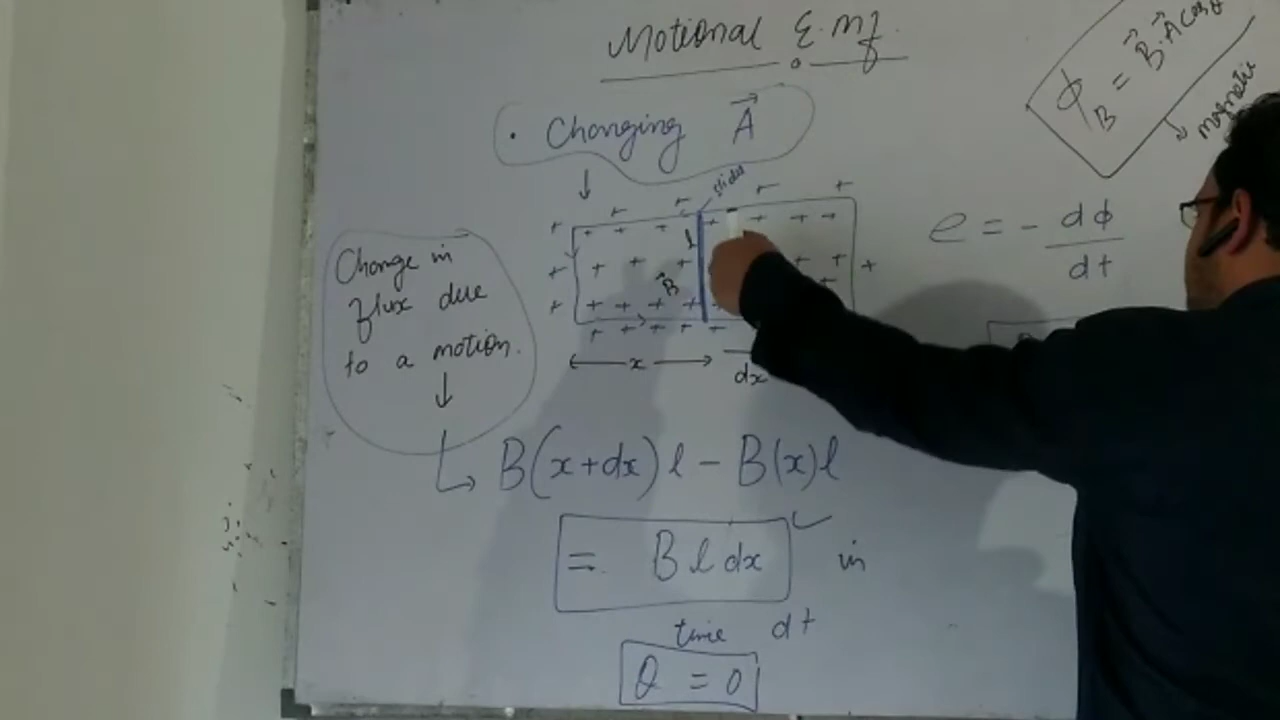 Motional E.mf.
• Changing A⃗
ϕ_B = B⃗.A⃗ cosθ
magnetic
slider
l
B⃗
x
dx
e = - dϕ/dt
Change in
flux due
to a motion.
B(x+dx)l - B(x)l
= B l dx in
time dt
θ = 0